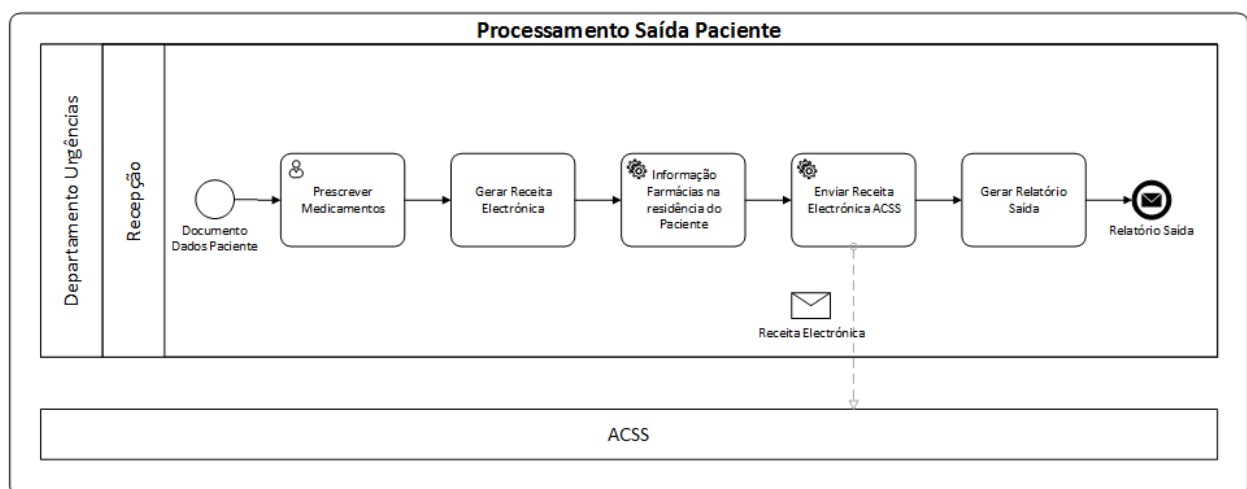 Processamento Saída Paciente
Departamento Urgências
Recepção
Documento
Dados Paciente
Prescrever
Medicamentos
Gerar Receita
Electrónica
Informação
Farmácias na
residência do
Paciente
Enviar Receita
Electrónica ACSS
Gerar Relatório
Saída
Relatório Saída
Receita Electrónica
ACSS